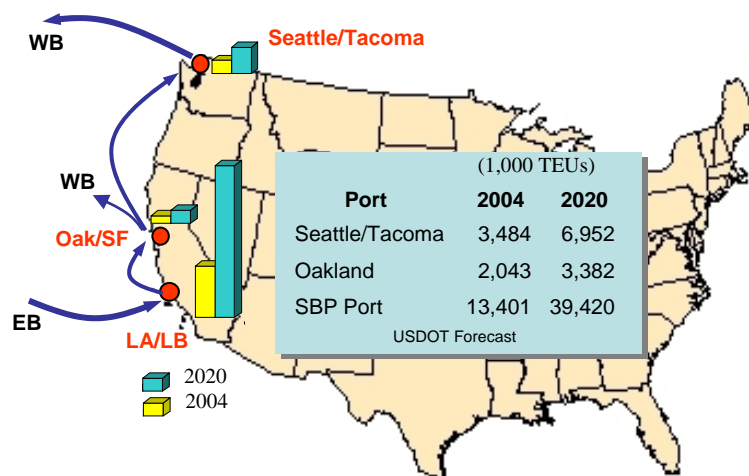 Seattle/Tacoma
WB
WB
Oak/SF
EB
LA/LB
(1,000 TEUs)
Port 2004 2020
Seattle/Tacoma 3,484 6,952
Oakland 2,043 3,382
SBP Port 13,401 39,420
USDOT Forecast
2020
2004